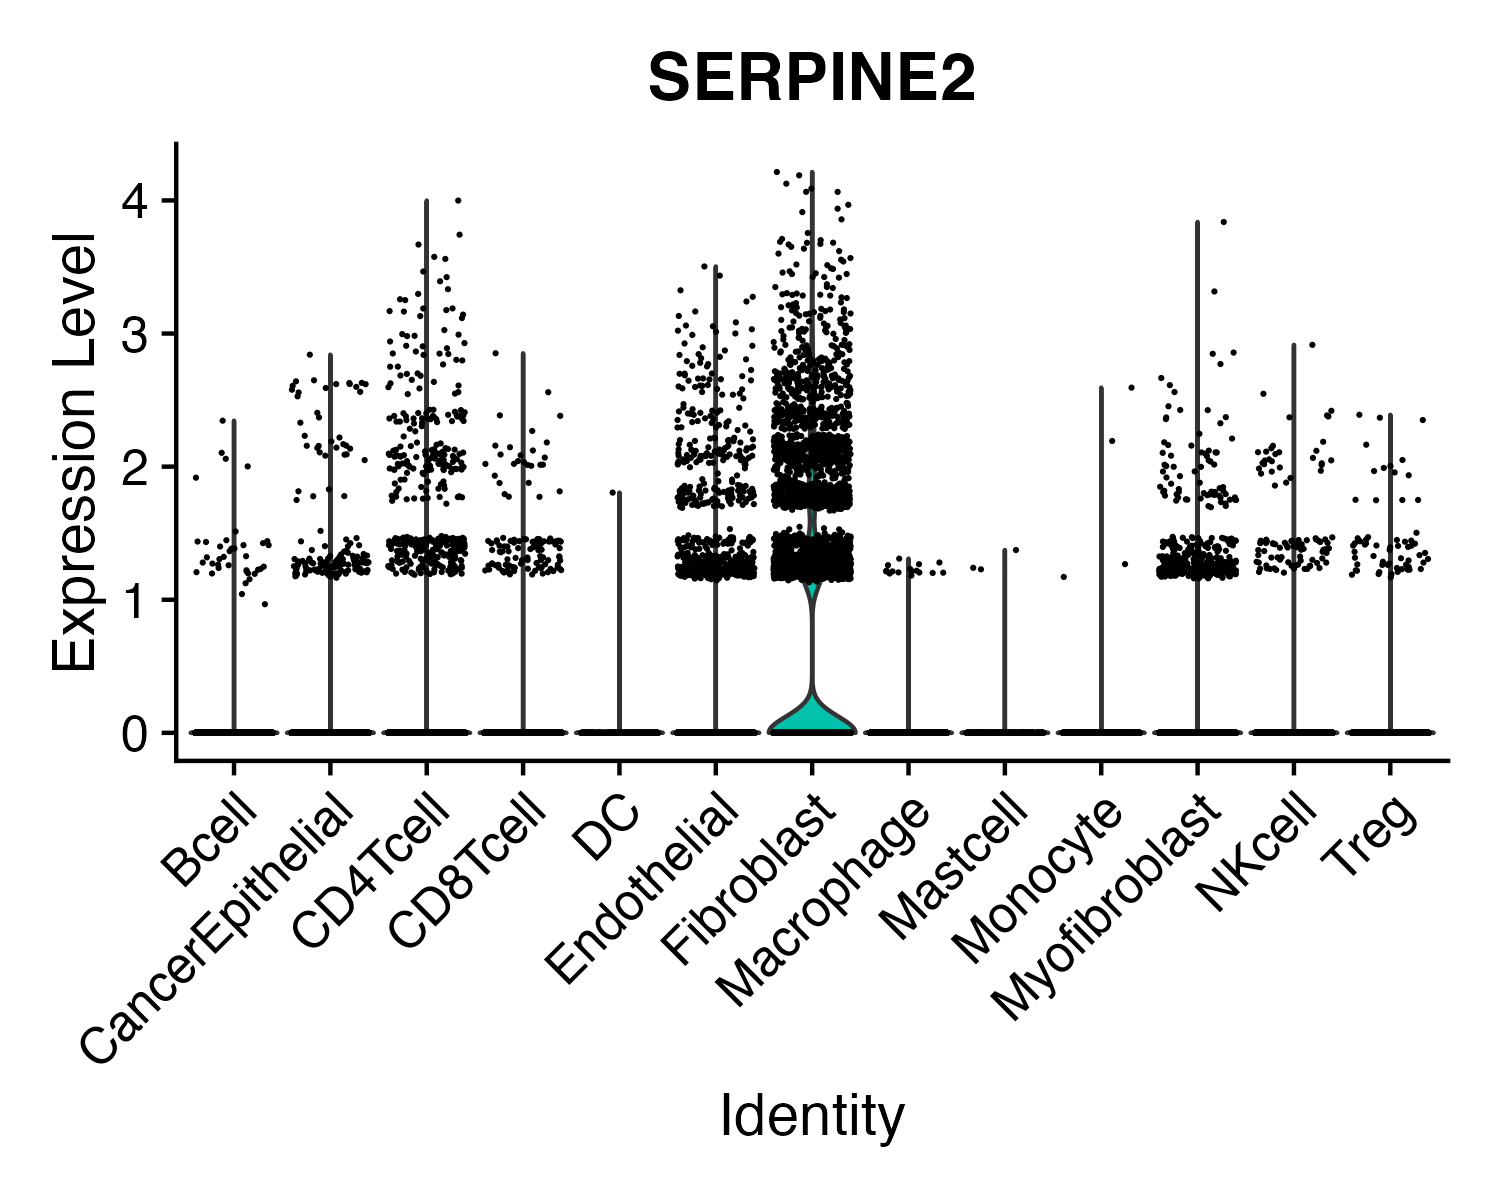 SERPINE2
Expression Level
4
3
2
1
0
Bcell
CancerEpithelial
CD4Tcell
CD8Tcell
DC
Endothelial
Fibroblast
Macrophage
Mastcell
Monocyte
Myofibroblast
NKcell
Treg
Identity